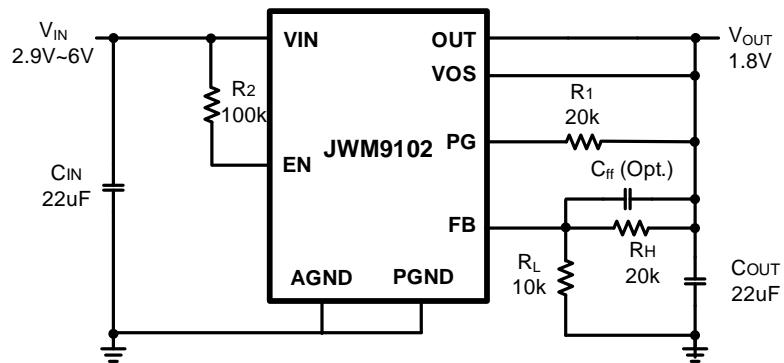 VIN
2.9V~6V
VIN
OUT
VOUT
1.8V
VOS
R2
100k
R1
20k
JWM9102
PG
EN
Cff (Opt.)
CIN
22uF
FB
RH
20k
RL
10k
COUT
22uF
AGND
PGND